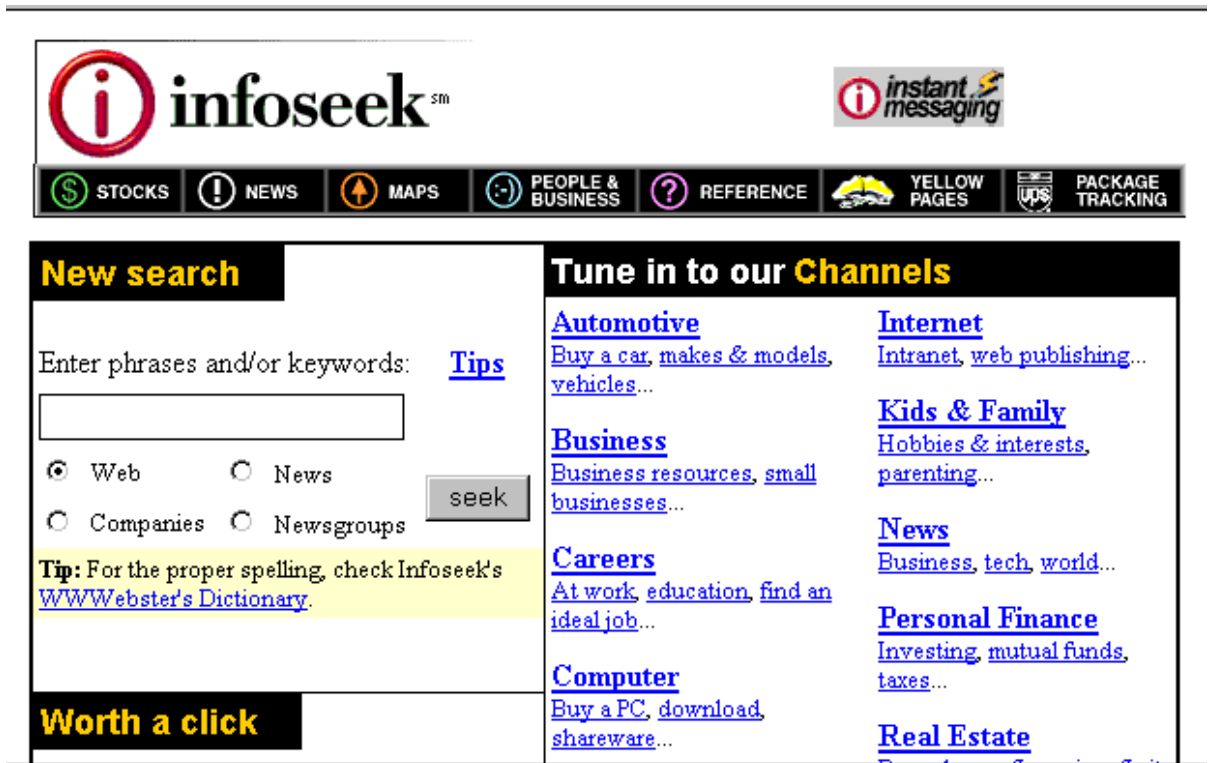 infoseek sm
instant
messaging
STOCKS
NEWS
MAPS
PEOPLE &
BUSINESS
REFERENCE
YELLOW
PAGES
ups
PACKAGE
TRACKING
New search
Enter phrases and/or keywords: Tips
Web News
seek
Companies Newsgroups
Tip: For the proper spelling, check Infoseek's
WWWebster's Dictionary.
Worth a click
Tune in to our Channels
Automotive
Buy a car, makes & models,
vehicles...
Business
Business resources, small
businesses...
Careers
At work, education, find an
ideal job...
Computer
Buy a PC, download,
shareware...
Internet
Intranet, web publishing...
Kids & Family
Hobbies & interests,
parenting...
News
Business, tech, world...
Personal Finance
Investing, mutual funds,
taxes...
Real Estate